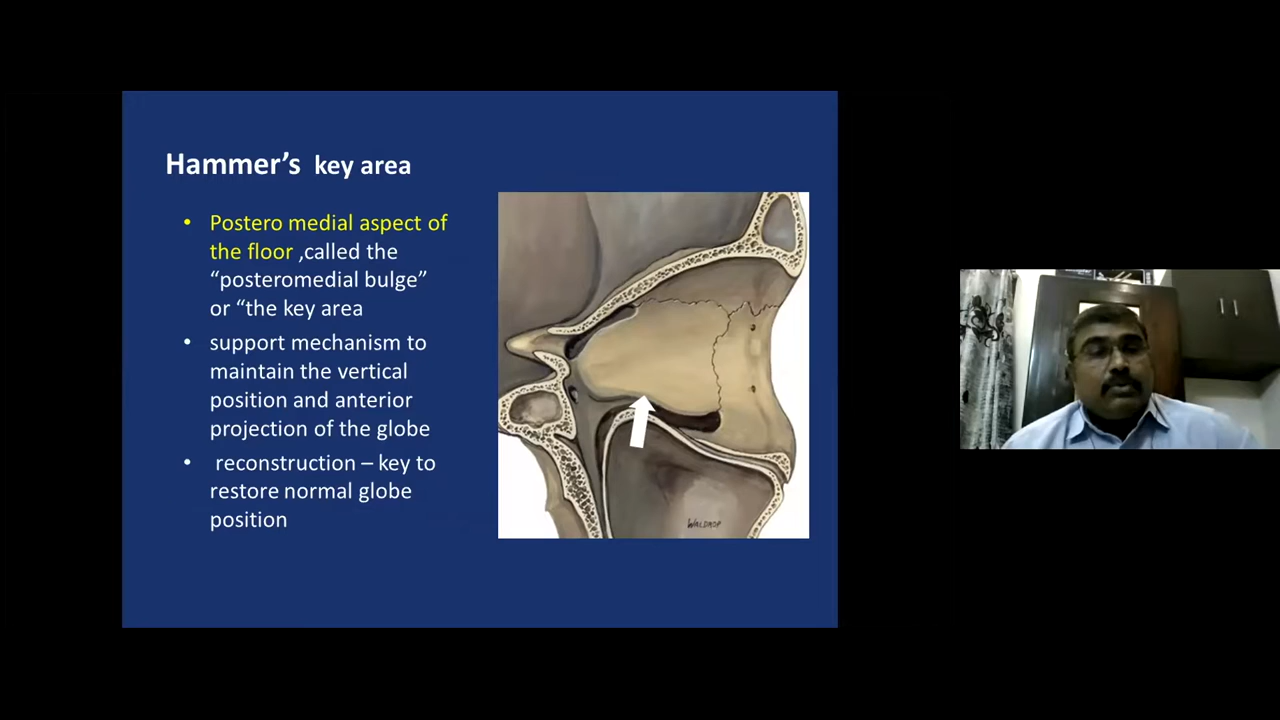 Hammer’s key area
• Postero medial aspect of
the floor ,called the
“posteromedial bulge”
or “the key area
• support mechanism to
maintain the vertical
position and anterior
projection of the globe
• reconstruction – key to
restore normal globe
position
WALDROP